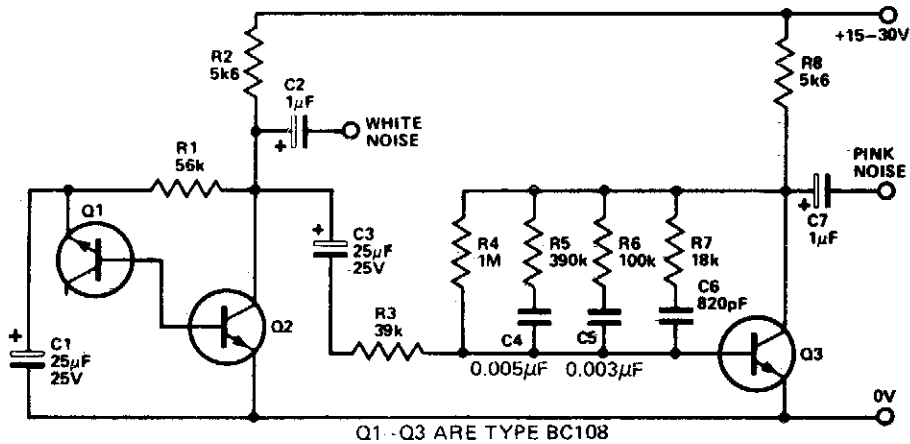 +15–30V
R2
5k6
R8
5k6
C2
1µF
+
WHITE
NOISE
R1
56k
PINK
NOISE
Q1
+
C7
1µF
+
C3
25µF
25V
R4
1M
R5
390k
R6
100k
R7
18k
C6
820pF
+
C1
25µF
25V
Q2
R3
39k
C4
0.005µF
C5
0.003µF
Q3
0V
Q1--Q3 ARE TYPE BC108